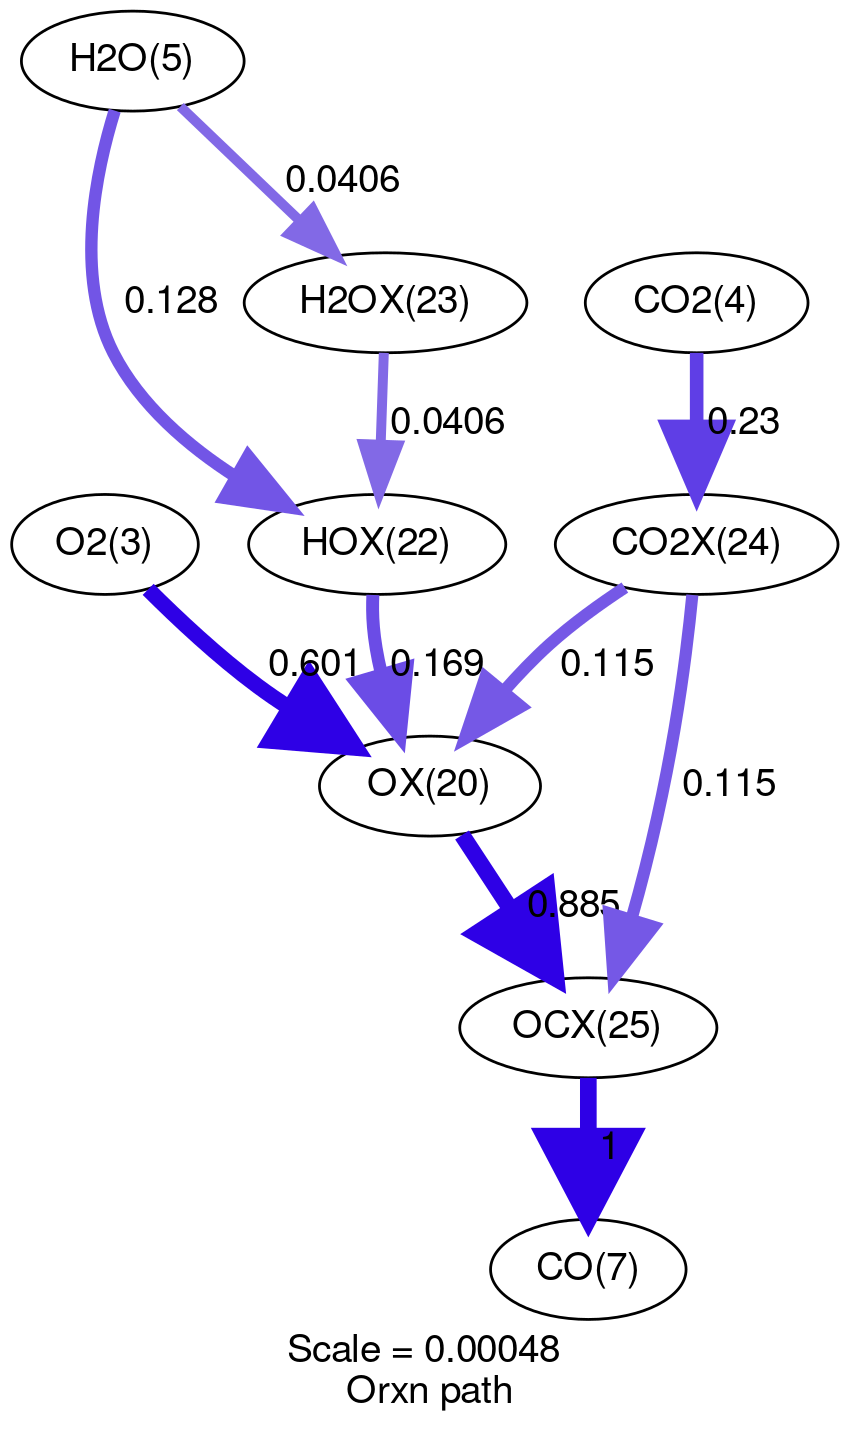 H2O(5)
0.0406
0.128
H2OX(23)
CO2(4)
0.0406
0.23
O2(3)
HOX(22)
CO2X(24)
0.601
0.169
0.115
OX(20)
0.115
0.885
OCX(25)
1
CO(7)
Scale = 0.00048
Orxn path